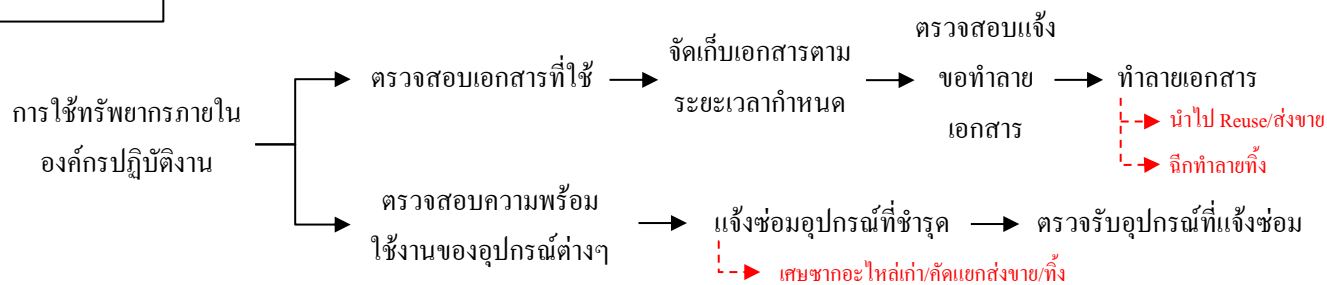 การใช้ทรัพยากรภายใน
องค์กรปฏิบัติงาน
ตรวจสอบเอกสารที่ใช้
จัดเก็บเอกสารตาม
ระยะเวลากำหนด
ตรวจสอบแจ้ง
ขอทำลาย
เอกสาร
ทำลายเอกสาร
นำไป Reuse/ส่งขาย
ฉีกทำลายทิ้ง
ตรวจสอบความพร้อม
ใช้งานของอุปกรณ์ต่างๆ
แจ้งซ่อมอุปกรณ์ที่ชำรุด
เศษซากอะไหล่เก่า/คัดแยกส่งขาย/ทิ้ง
ตรวจรับอุปกรณ์ที่แจ้งซ่อม